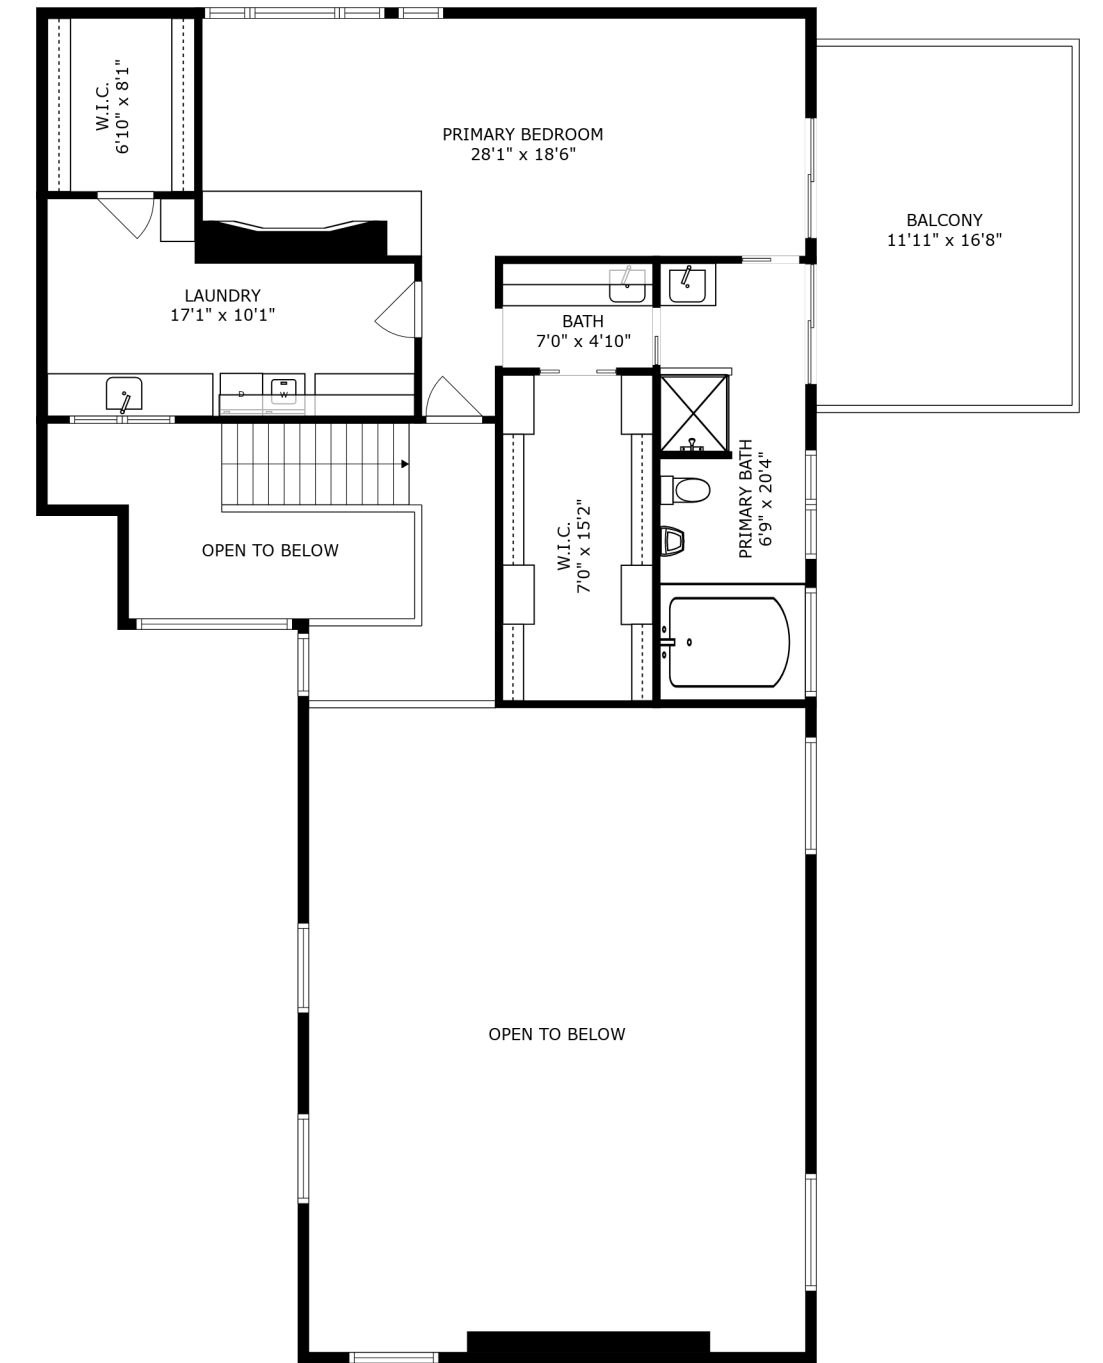 W.I.C.
6'10" x 8'1"
PRIMARY BEDROOM
28'1" x 18'6"
BALCONY
11'11" x 16'8"
LAUNDRY
17'1" x 10'1"
BATH
7'0" x 4'10"
D
W
PRIMARY BATH
6'9" x 20'4"
W.I.C.
7'0" x 15'2"
OPEN TO BELOW
OPEN TO BELOW